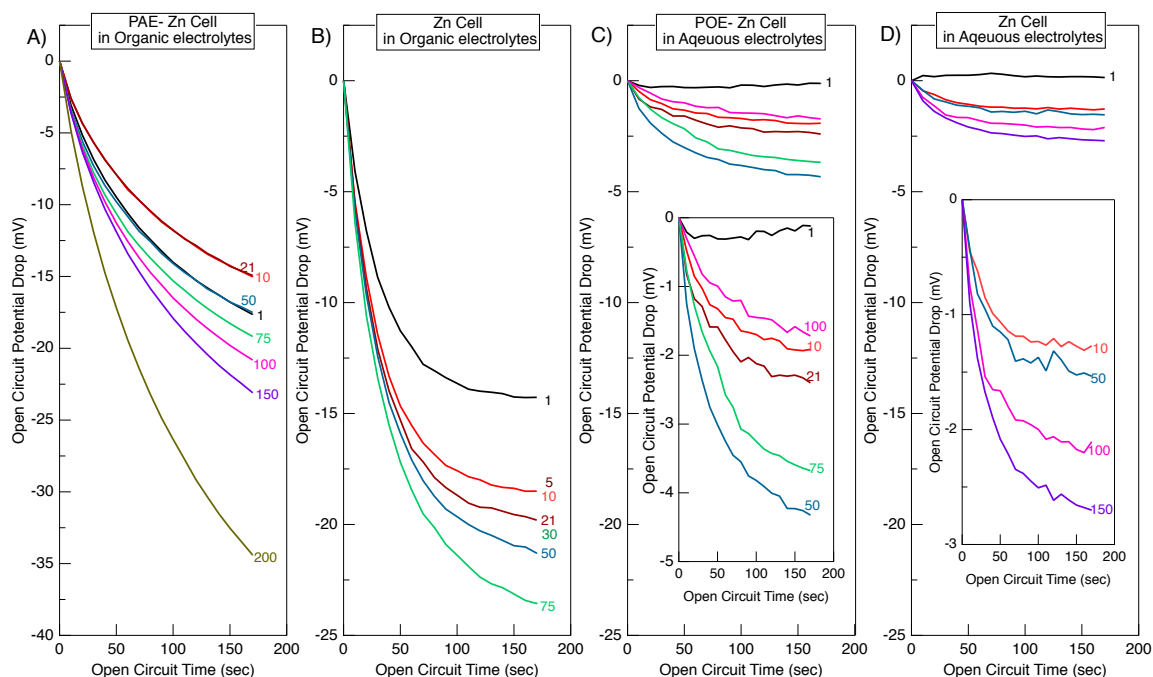 A)
PAE- Zn Cell
in Organic electrolytes
0
-5
-10
-15
-20
-25
-30
-35
-40
Open Circuit Potential Drop (mV)
21
10
50
1
75
100
150
200
0 50 100 150 200
Open Circuit Time (sec)
B)
Zn Cell
in Organic electrolytes
0
-5
-10
-15
-20
-25
Open Circuit Potential Drop (mV)
1
5
10
21
30
50
75
0 50 100 150 200
Open Circuit Time (sec)
C)
POE- Zn Cell
in Aqeuous electrolytes
0
-5
-10
-15
-20
-25
Open Circuit Potential Drop (mV)
1
0
-1
-2
-3
-4
-5
Open Circuit Potential Drop (mV)
1
100
10
21
75
50
0 50 100 150 200
Open Circuit Time (sec)
0 50 100 150 200
Open Circuit Time (sec)
D)
Zn Cell
in Aqeuous electrolytes
0
-5
-10
-15
-20
-25
Open Circuit Potential Drop (mV)
1
0
-1
-2
-3
Open Circuit Potential Drop (mV)
10
50
100
150
0 50 100 150 200
Open Circuit Time (sec)
0 50 100 150 200
Open Circuit Time (sec)